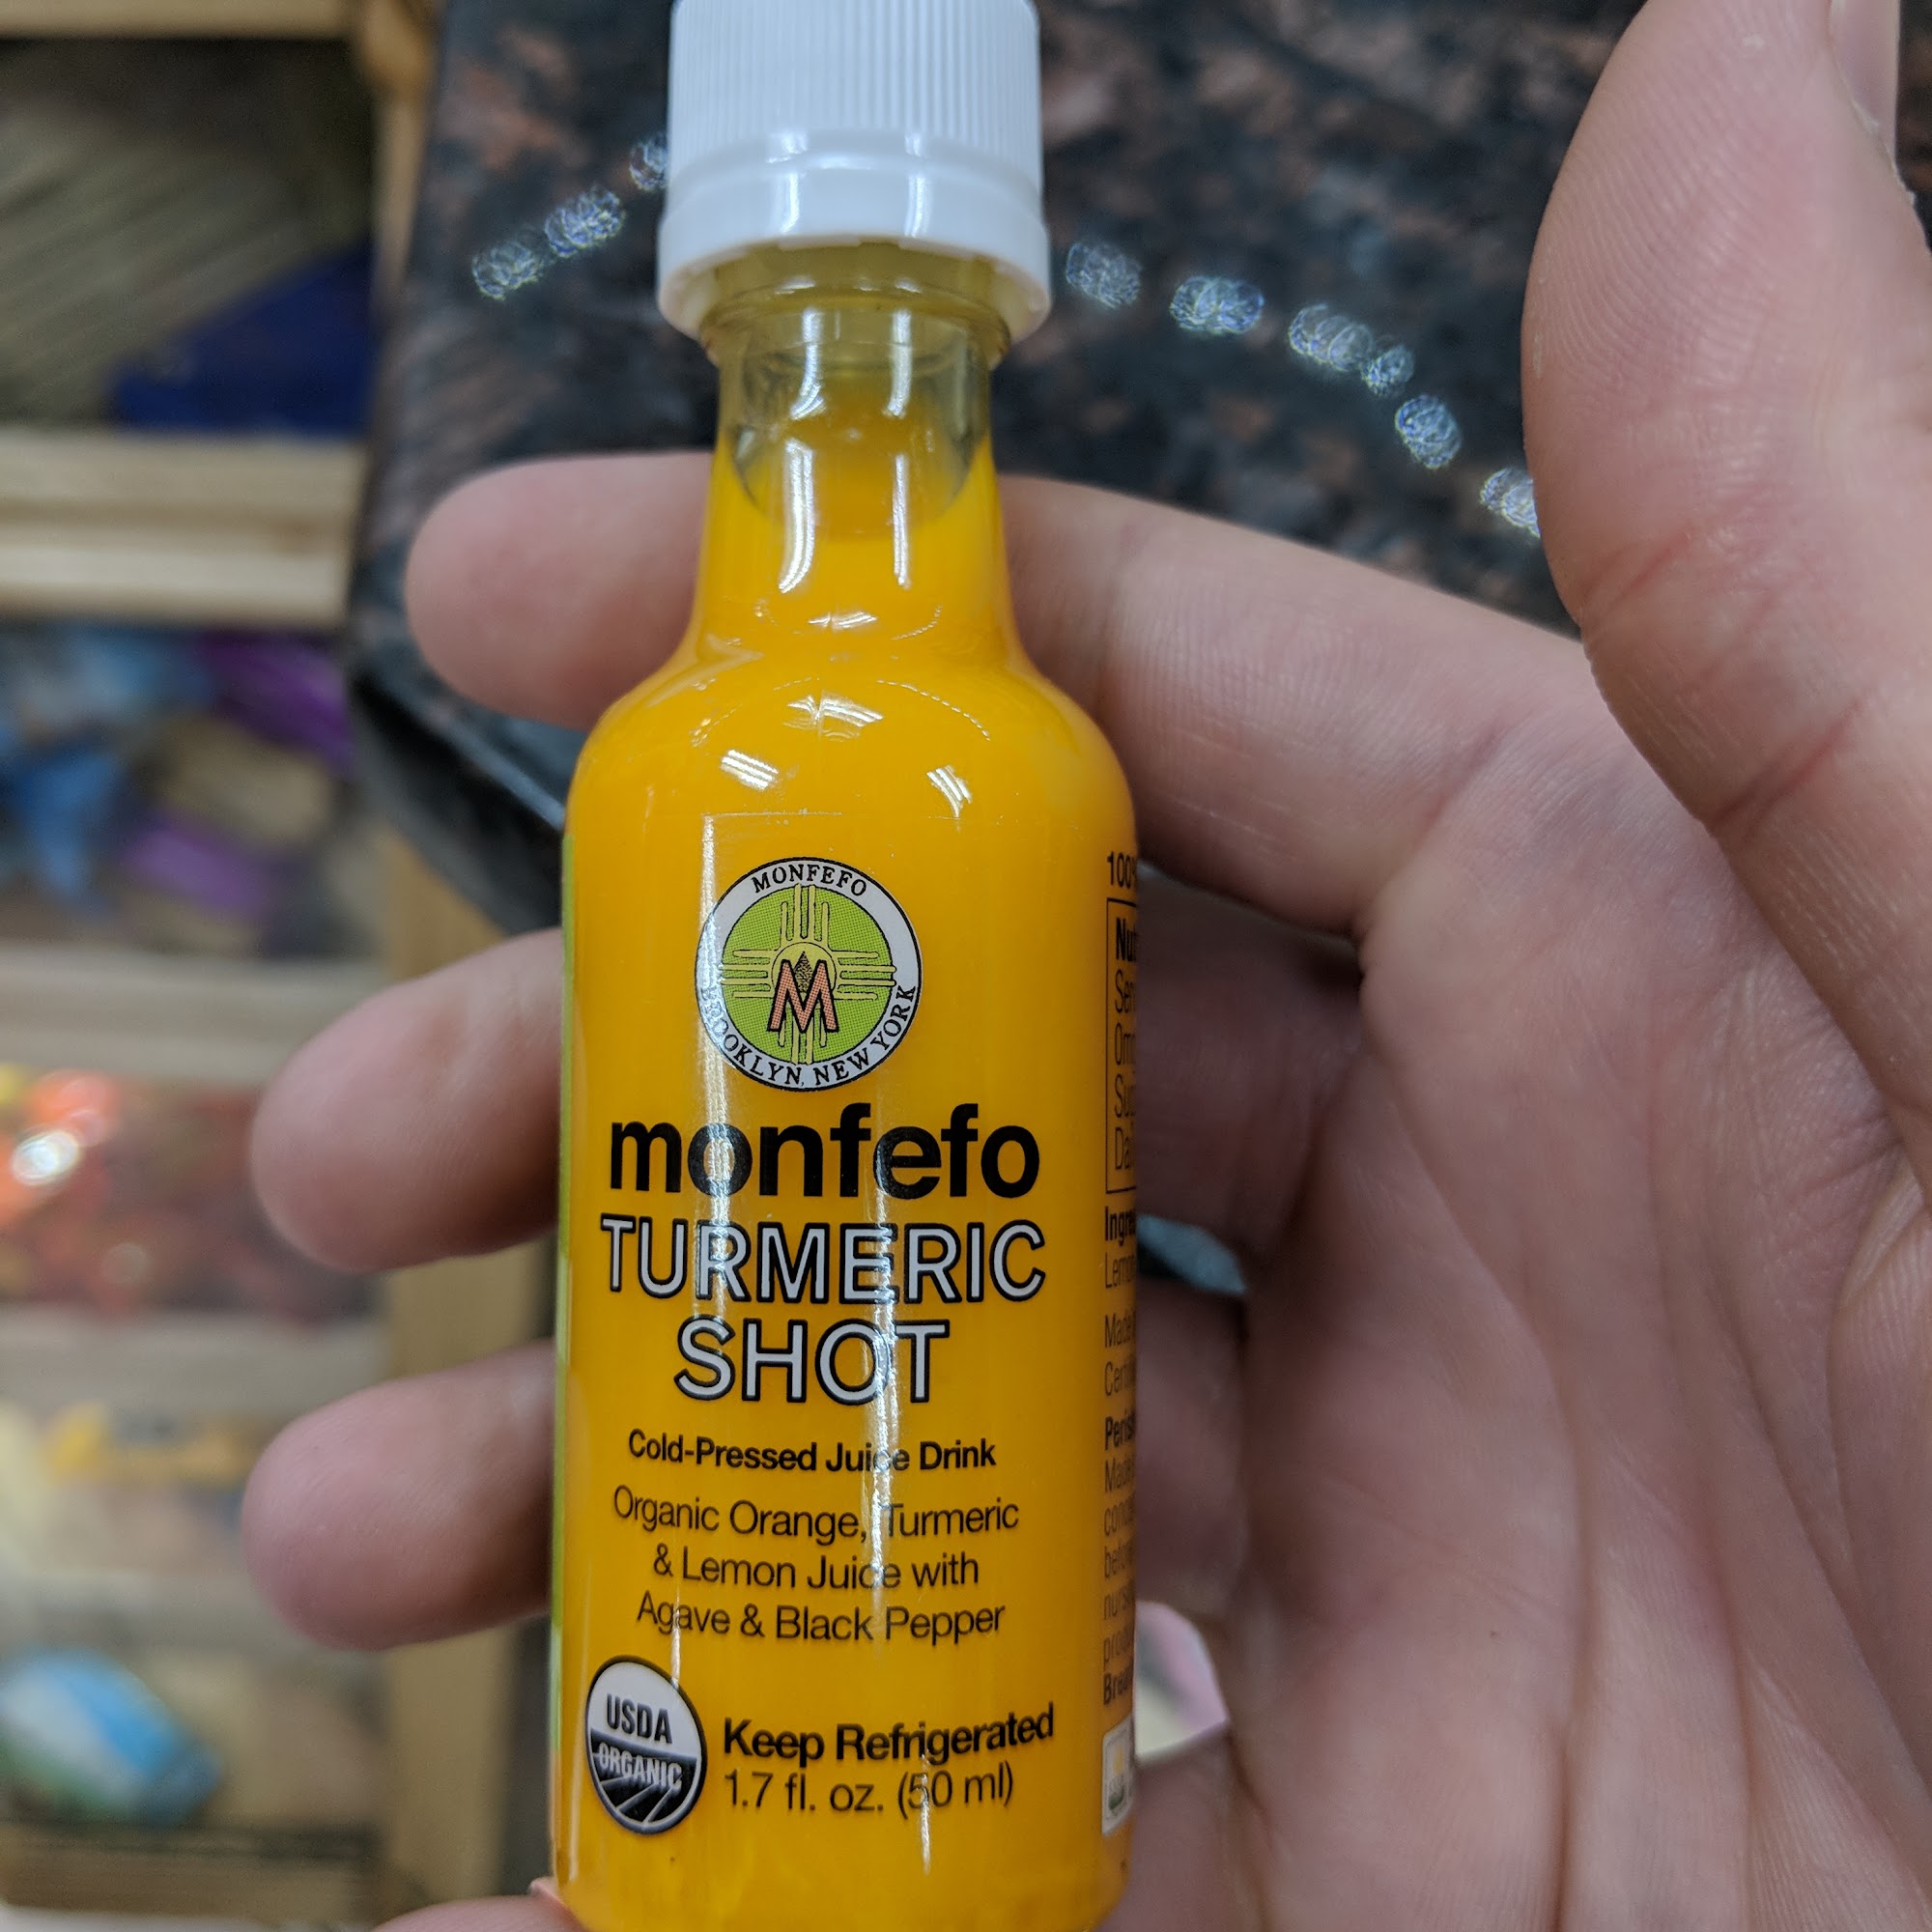 MONFEFO
M
BROOKLYN, NEW YORK
monfefo
TURMERIC
SHOT
Cold-Pressed Juice Drink
Organic Orange, Turmeric
& Lemon Juice with
Agave & Black Pepper
USDA
ORGANIC
Keep Refrigerated
1.7 fl. oz. (50 ml)